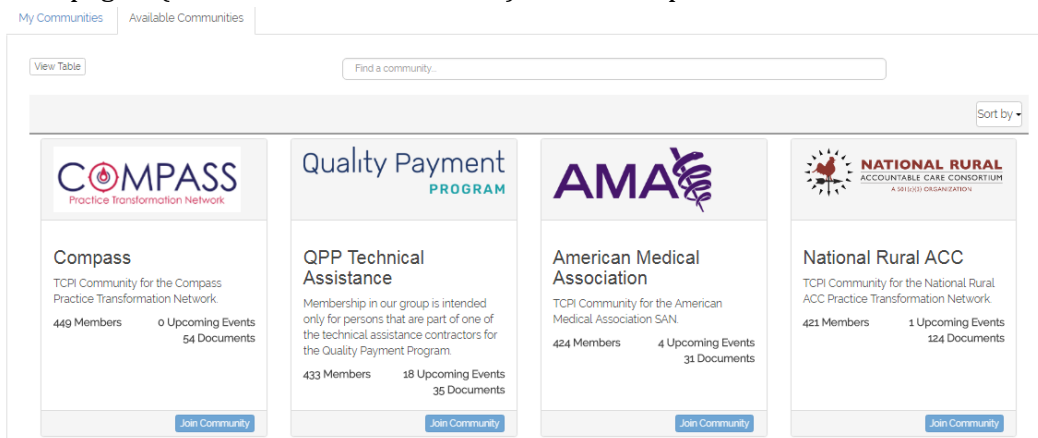 My Communities
Available Communities
View Table
Find a community...
Sort by
COMPASS
Practice Transformation Network
Compass
TCPI Community for the Compass
Practice Transformation Network.
449 Members
0 Upcoming Events
54 Documents
Join Community
Quality Payment
PROGRAM
QPP Technical
Assistance
Membership in our group is intended
only for persons that are part of one of
the technical assistance contractors for
the Quality Payment Program.
433 Members
18 Upcoming Events
35 Documents
Join Community
AMA
American Medical
Association
TCPI Community for the American
Medical Association SAN.
424 Members
4 Upcoming Events
31 Documents
Join Community
NATIONAL RURAL
ACCOUNTABLE CARE CONSORTIUM
A 501(c)(3) ORGANIZATION
National Rural ACC
TCPI Community for the National Rural
ACC Practice Transformation Network.
421 Members
1 Upcoming Events
124 Documents
Join Community